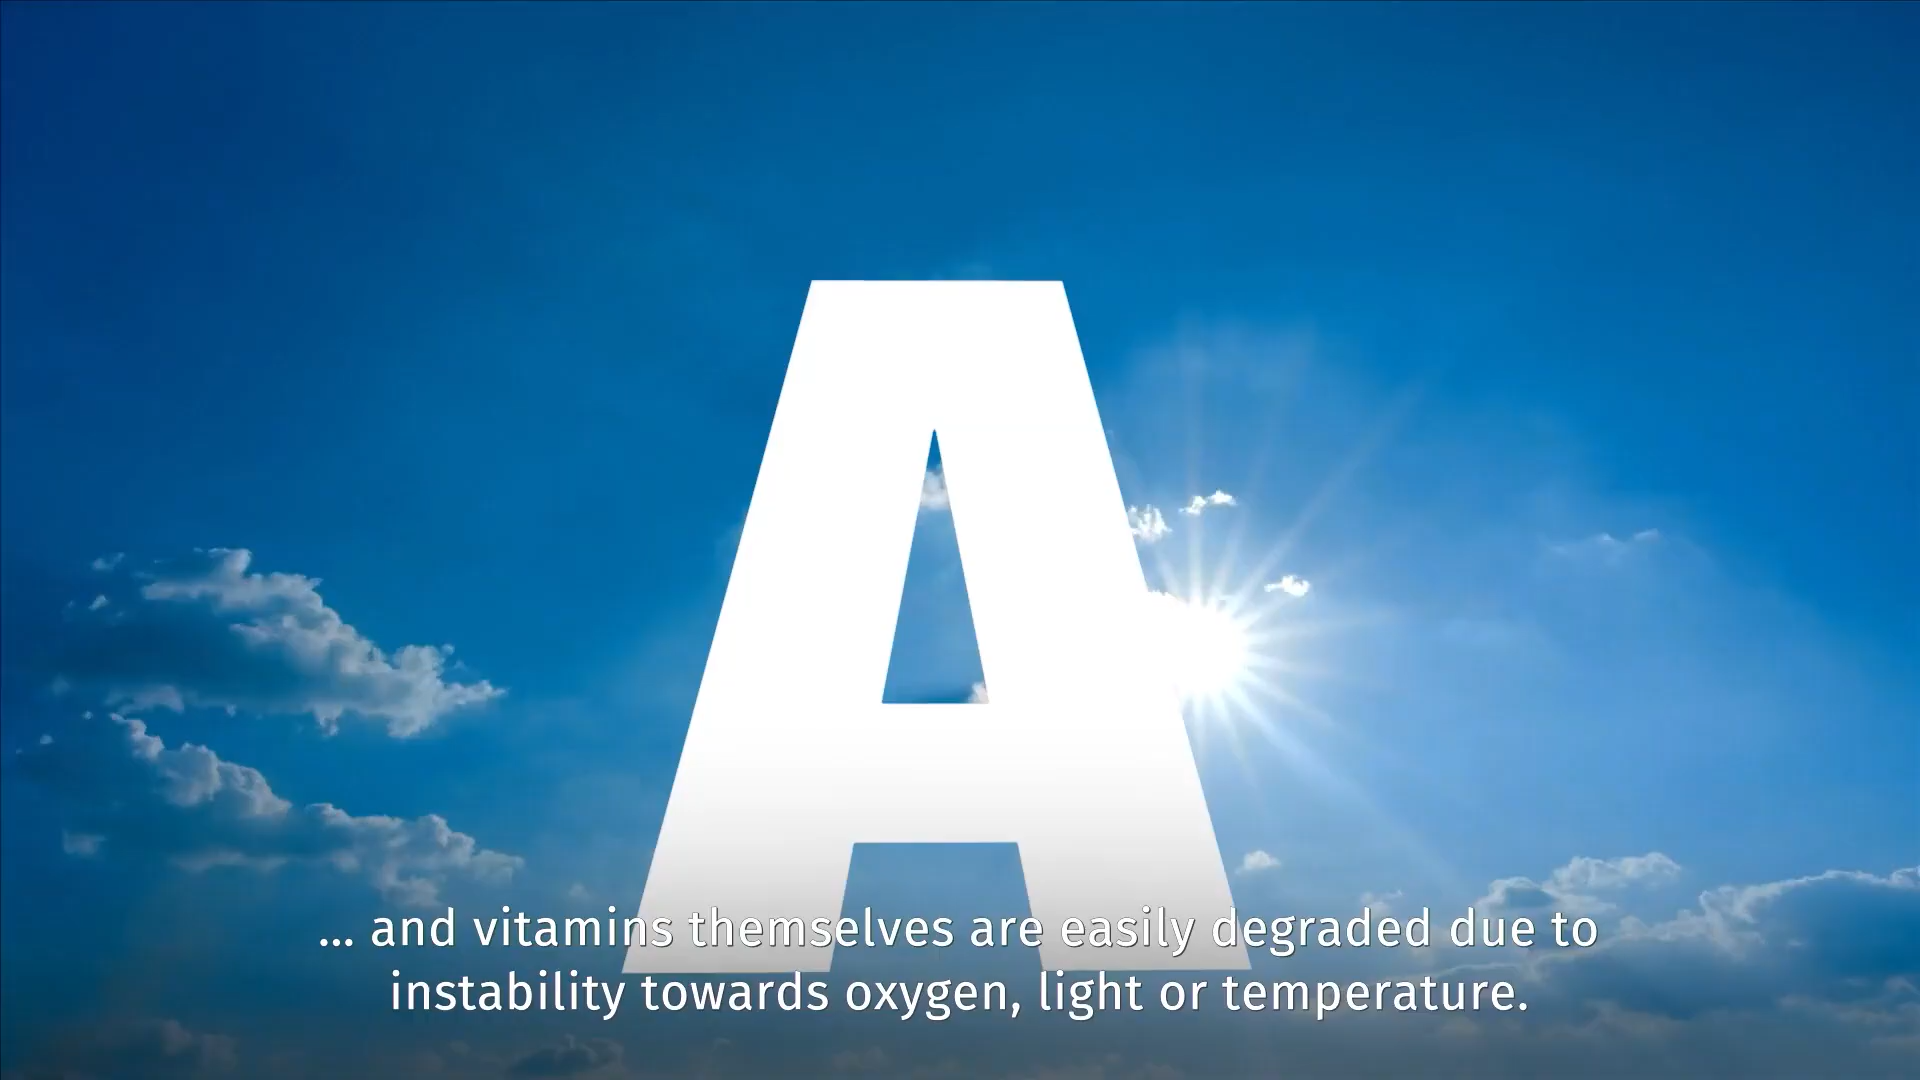 A
... and vitamins themselves are easily degraded due to
instability towards oxygen, light or temperature.